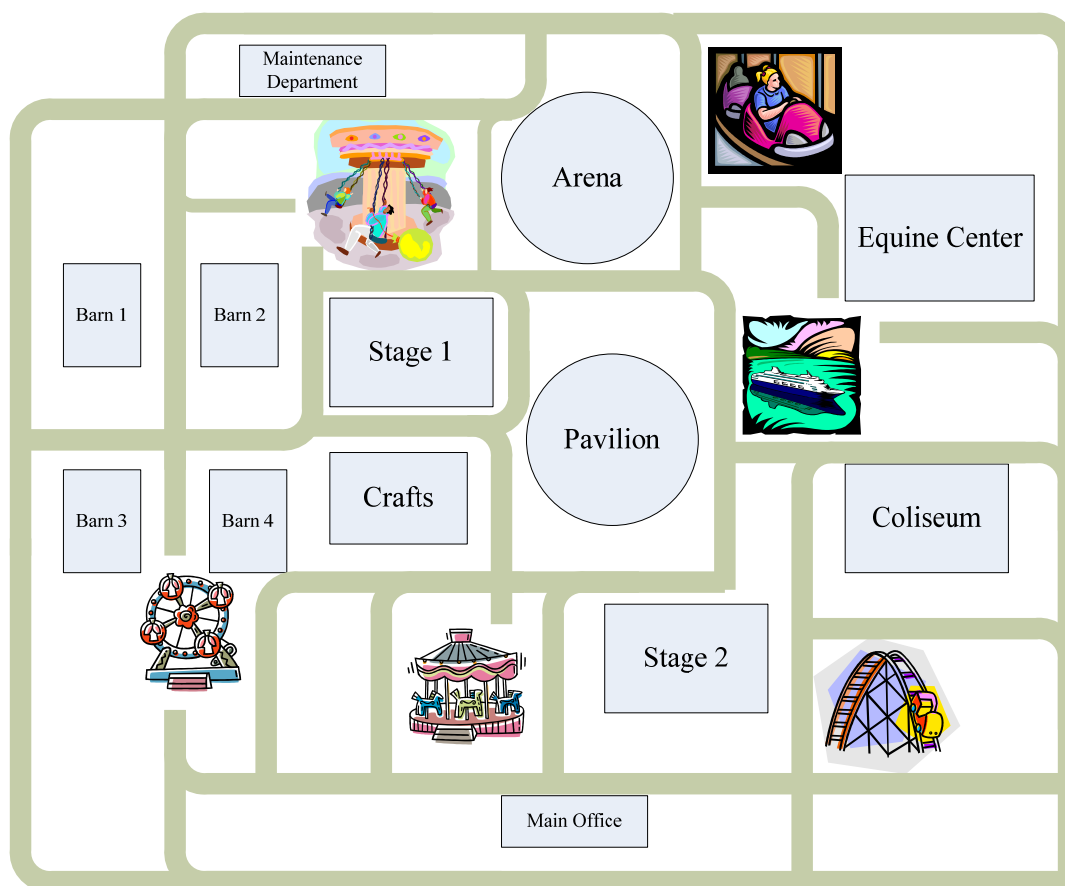 Maintenance
Department
Arena
Equine Center
Barn 1
Barn 2
Stage 1
Pavilion
Crafts
Barn 3
Barn 4
Coliseum
Stage 2
Main Office